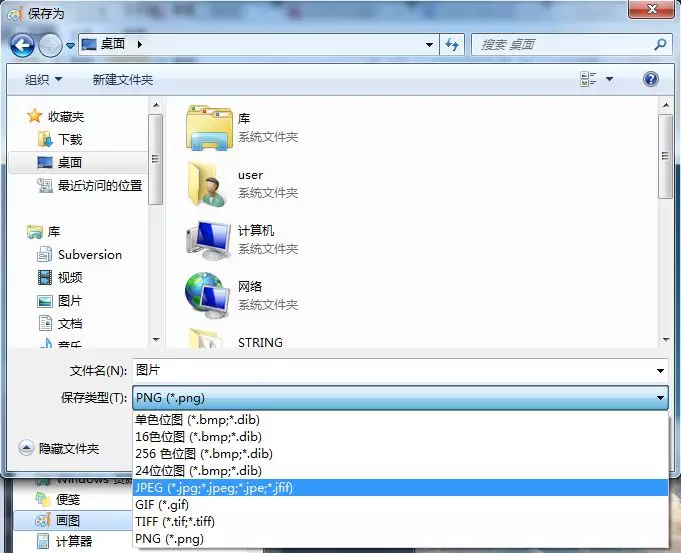 保存为
桌面
搜索 桌面
组织
新建文件夹
收藏夹
下载
桌面
最近访问的位置
库
Subversion
视频
图片
文档
音乐
库
系统文件夹
user
系统文件夹
计算机
系统文件夹
网络
系统文件夹
STRING
文件名(N):
图片
保存类型(T):
PNG (*.png)
单色位图 (*.bmp;*.dib)
16色位图 (*.bmp;*.dib)
256 色位图 (*.bmp;*.dib)
24位位图 (*.bmp;*.dib)
JPEG (*.jpg;*.jpeg;*.jpe;*.jfif)
GIF (*.gif)
TIFF (*.tif;*.tiff)
PNG (*.png)
隐藏文件夹
Windows 资源
便笺
画图
计算器